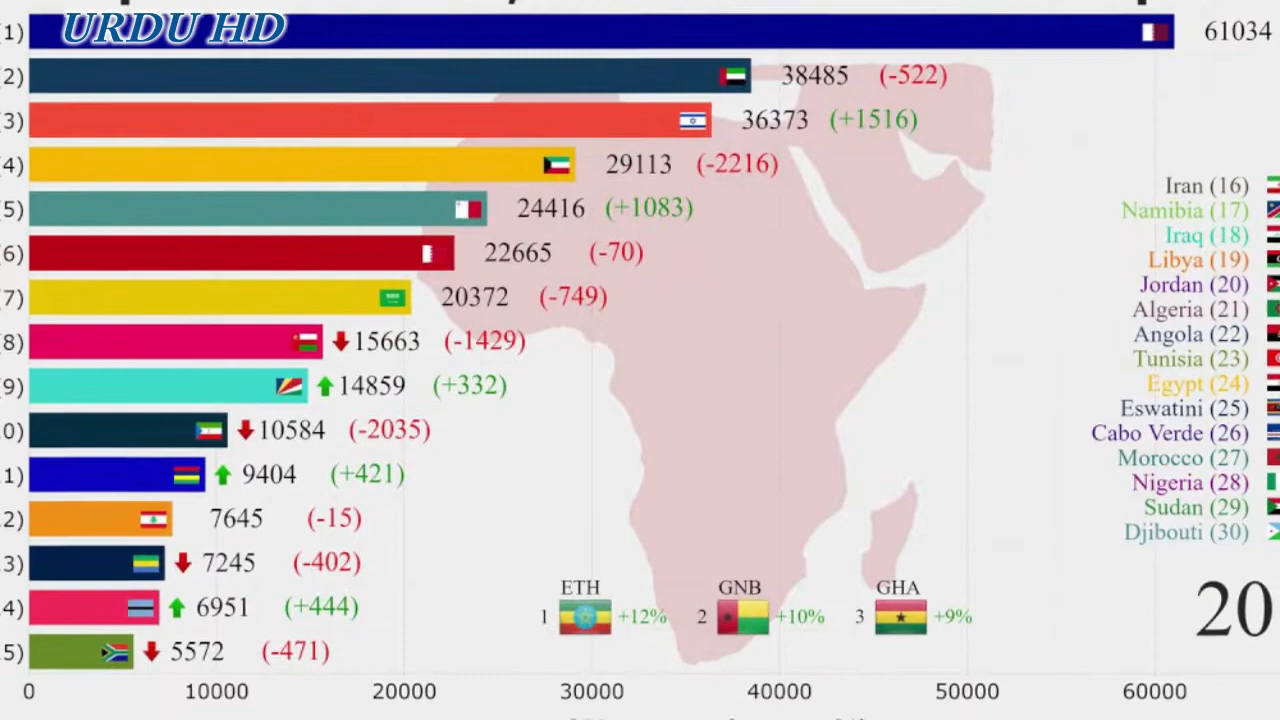 URDU HD
1) 61034
2) 38485 (-522)
3) 36373 (+1516)
4) 29113 (-2216)
5) 24416 (+1083)
6) 22665 (-70)
7) 20372 (-749)
8) 15663 (-1429)
9) 14859 (+332)
0) 10584 (-2035)
1) 9404 (+421)
2) 7645 (-15)
3) 7245 (-402)
4) 6951 (+444)
5) 5572 (-471)
Iran (16)
Namibia (17)
Iraq (18)
Libya (19)
Jordan (20)
Algeria (21)
Angola (22)
Tunisia (23)
Egypt (24)
Eswatini (25)
Cabo Verde (26)
Morocco (27)
Nigeria (28)
Sudan (29)
Djibouti (30)
ETH GNB GHA
1 +12% 2 +10% 3 +9%
20
0 10000 20000 30000 40000 50000 60000